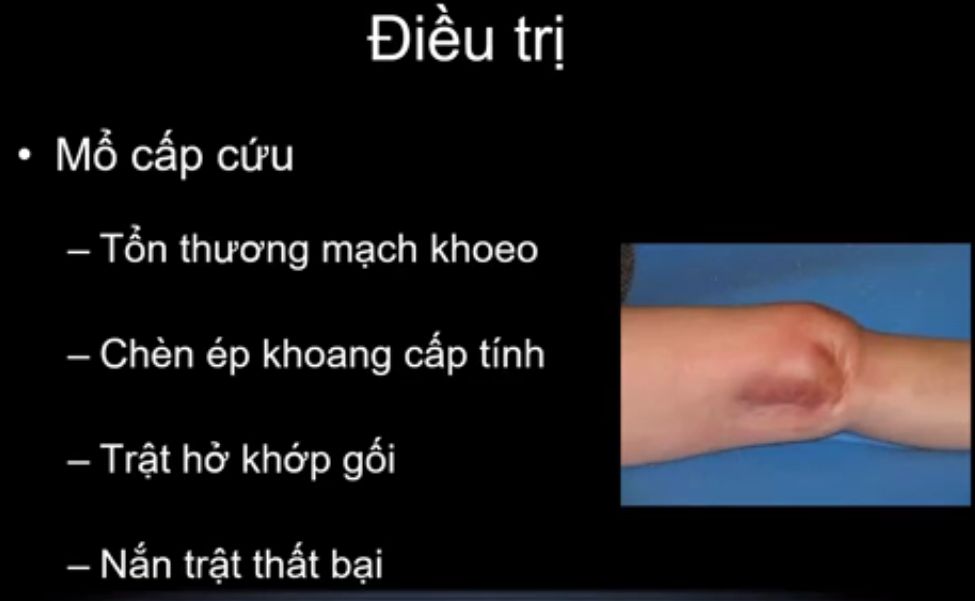 Điều trị
• Mổ cấp cứu
– Tổn thương mạch khoeo
– Chèn ép khoang cấp tính
– Trật hở khớp gối
– Nắn trật thất bại